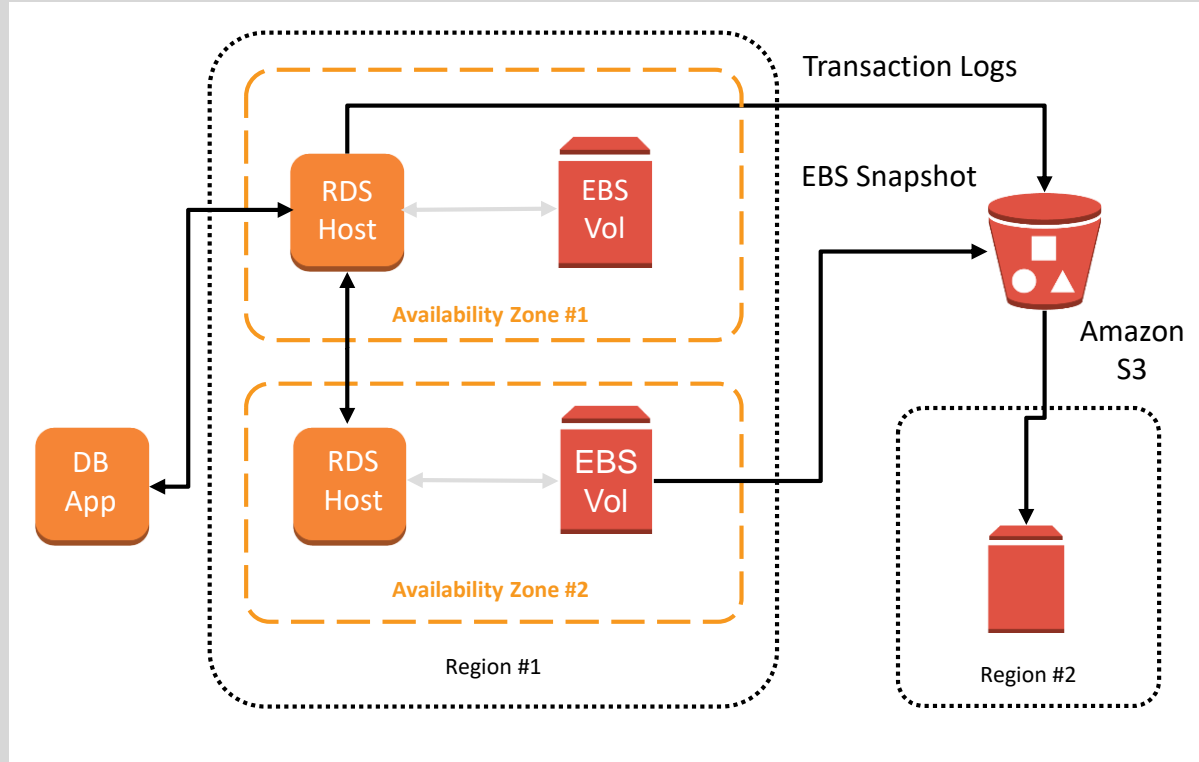 Transaction Logs
EBS Snapshot
RDS
Host
EBS
Vol
Availability Zone #1
Amazon
S3
DB
App
RDS
Host
EBS
Vol
Availability Zone #2
Region #1
Region #2